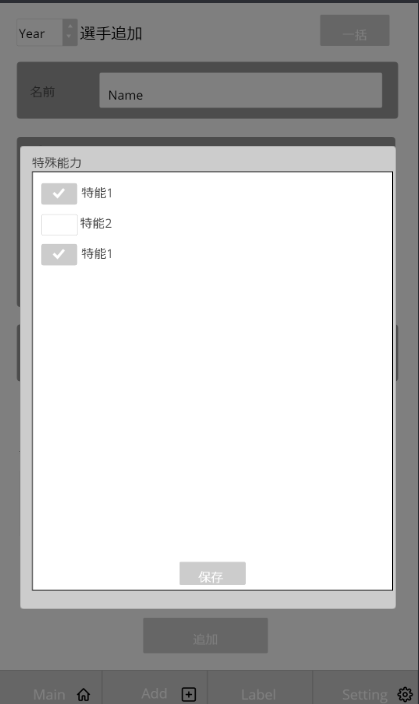 Year 選手追加 一括
名前 Name
特殊能力
特能1
特能2
特能1
保存
追加
Main Add Label Setting